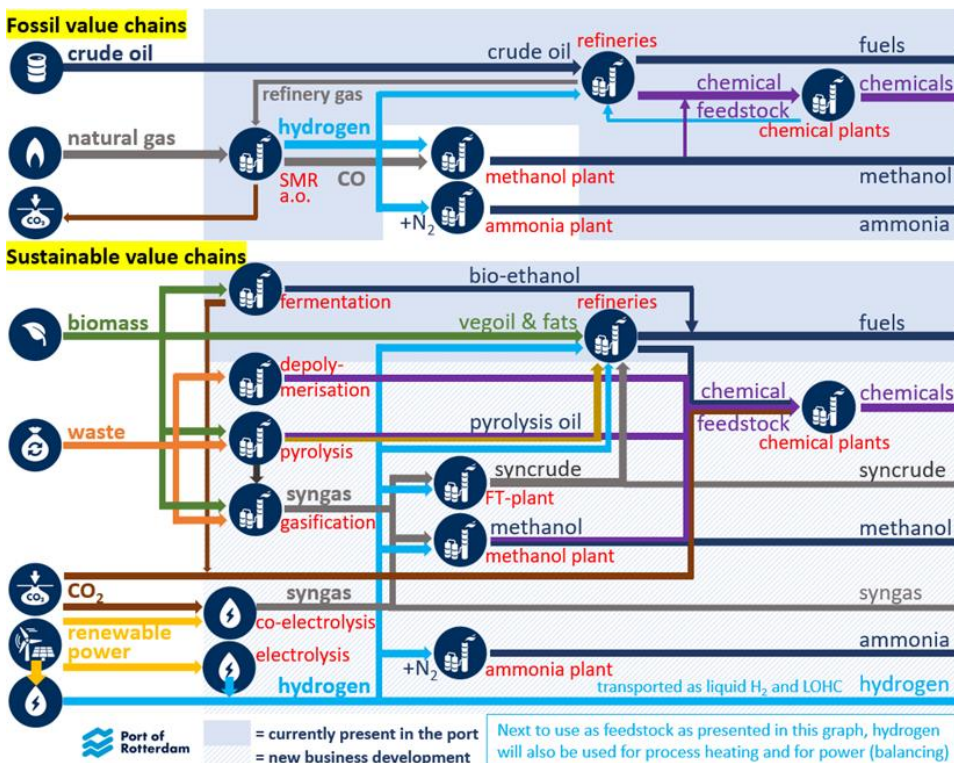 Fossil value chains
crude oil
crude oil
refineries
fuels
refinery gas
chemical
feedstock
chemicals
chemical plants
hydrogen
natural gas
SMR
a.o.
CO
methanol plant
methanol
CO₂
+N₂
ammonia plant
ammonia
Sustainable value chains
bio-ethanol
fermentation
refineries
biomass
vegoil & fats
fuels
depoly-
merisation
chemical
feedstock
chemicals
chemical plants
waste
pyrolysis oil
pyrolysis
syncrude
syncrude
syngas
FT-plant
gasification
methanol
methanol
methanol plant
CO₂
CO₂
syngas
syngas
co-electrolysis
renewable
power
electrolysis
ammonia
+N₂
ammonia plant
hydrogen
transported as liquid H₂ and LOHC
hydrogen
Port of
Rotterdam
= currently present in the port
= new business development
Next to use as feedstock as presented in this graph, hydrogen
will also be used for process heating and for power (balancing)